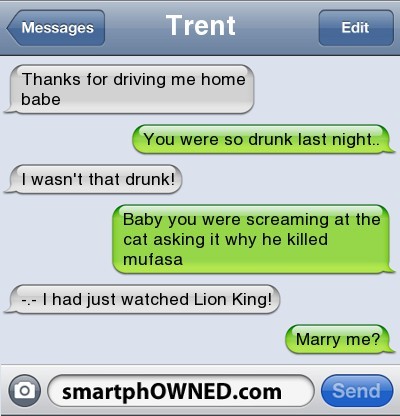 Messages
Trent
Edit
Thanks for driving me home
babe
You were so drunk last night..
I wasn't that drunk!
Baby you were screaming at the
cat asking it why he killed
mufasa
-.- I had just watched Lion King!
Marry me?
smartphOWNED.com
Send